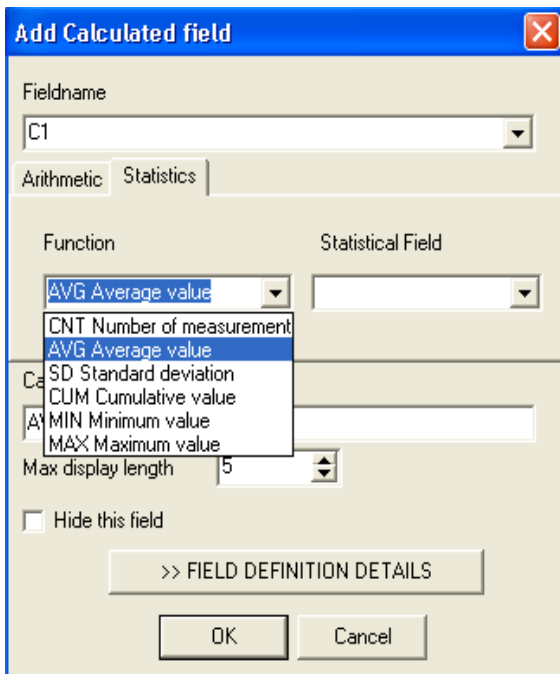 Add Calculated field
Fieldname
C1
Arithmetic Statistics
Function Statistical Field
AVG Average value
CNT Number of measurement
AVG Average value
SD Standard deviation
CUM Cumulative value
MIN Minimum value
MAX Maximum value
Max display length 5
Hide this field
>> FIELD DEFINITION DETAILS
OK Cancel